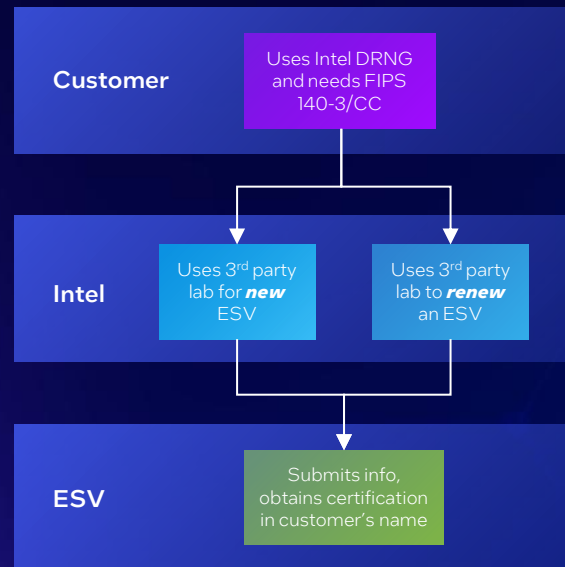 Customer
Uses Intel DRNG
and needs FIPS
140-3/CC
Intel
Uses 3rd party
lab for new
ESV
Uses 3rd party
lab to renew
an ESV
ESV
Submits info,
obtains certification
in customer’s name